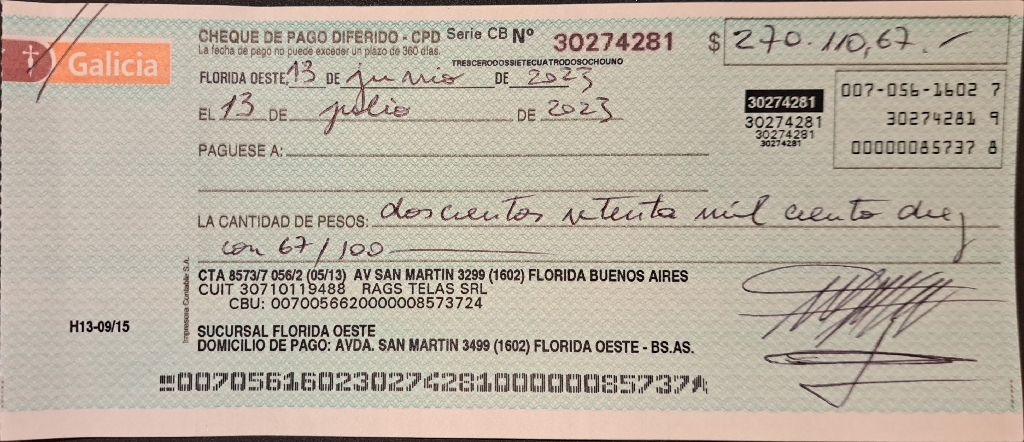 Galicia
CHEQUE DE PAGO DIFERIDO - CPD Serie CB Nº 30274281 $ 270.110,67.-
La fecha de pago no puede exceder un plazo de 360 días.
TRESCERODOSSIETECUATRODOSOCHOUNO
FLORIDA OESTE, 13 DE junio DE 2023
EL 13 DE julio DE 2023
30274281
30274281
30274281
30274281
007-056-1602 7
30274281 9
00000085737 8
PAGUESE A:
LA CANTIDAD DE PESOS: doscientos setenta mil ciento diez
con 67/100
Impresora Contable S.A.
CTA 8573/7 056/2 (05/13) AV SAN MARTIN 3299 (1602) FLORIDA BUENOS AIRES
CUIT 30710119488 RAGS TELAS SRL
CBU: 0070056620000008573724
H13-09/15
SUCURSAL FLORIDA OESTE
DOMICILIO DE PAGO: AVDA. SAN MARTIN 3499 (1602) FLORIDA OESTE - BS.AS.
00705616023027428100000085737